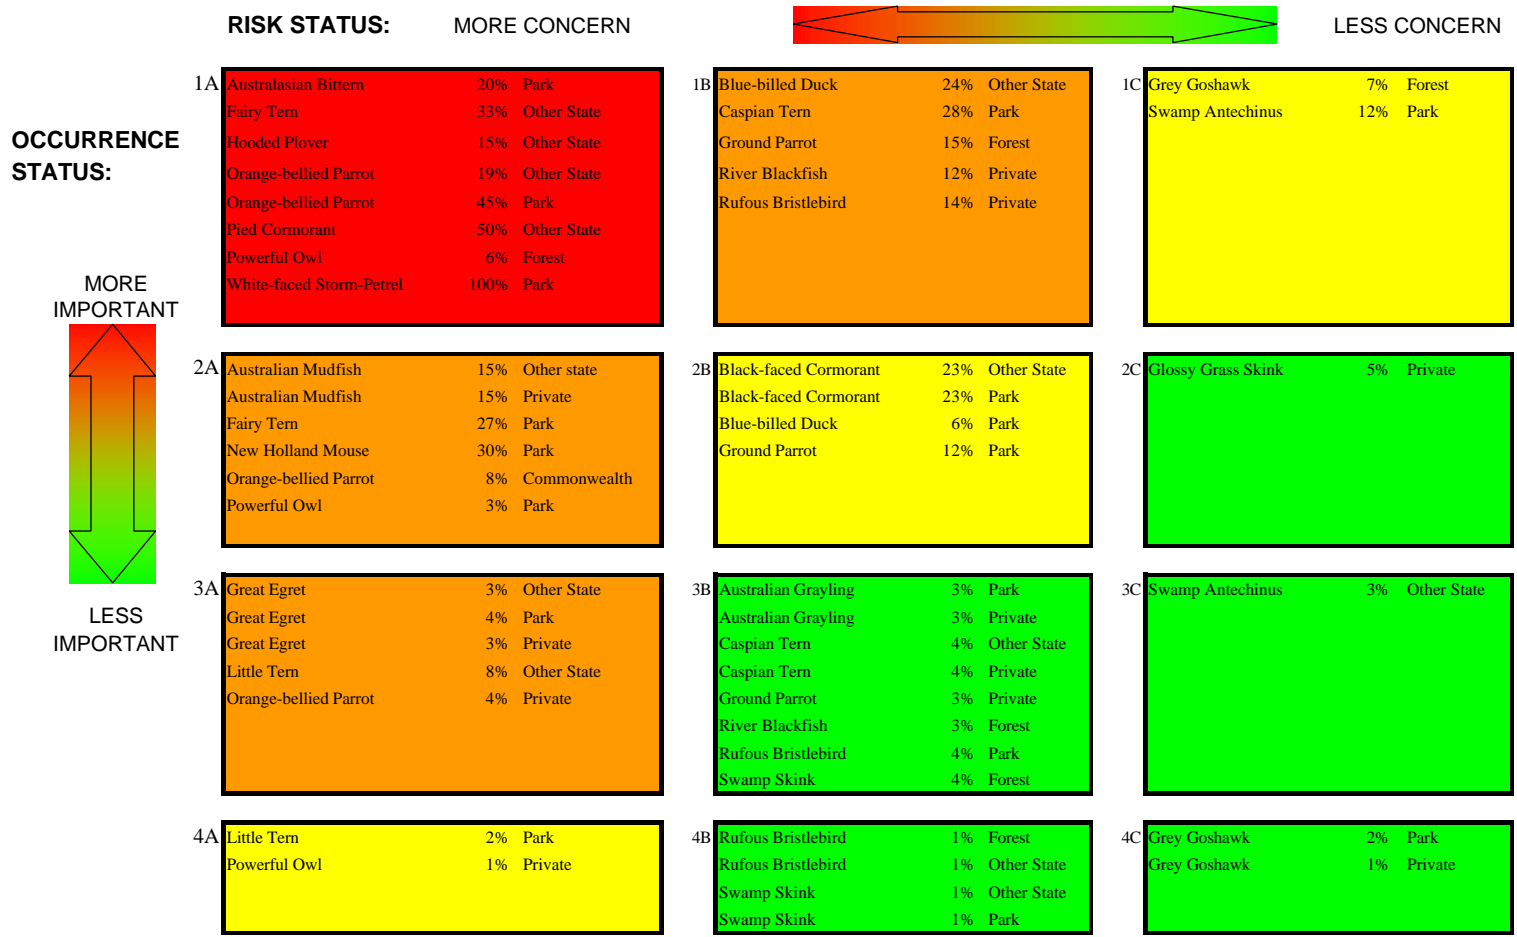 RISK STATUS: MORE CONCERN LESS CONCERN
OCCURRENCE
STATUS:
MORE
IMPORTANT
LESS
IMPORTANT
1A
Australasian Bittern 20% Park
Fairy Tern 33% Other State
Hooded Plover 15% Other State
Orange-bellied Parrot 19% Other State
Orange-bellied Parrot 45% Park
Pied Cormorant 50% Other State
Powerful Owl 6% Forest
White-faced Storm-Petrel 100% Park
1B
Blue-billed Duck 24% Other State
Caspian Tern 28% Park
Ground Parrot 15% Forest
River Blackfish 12% Private
Rufous Bristlebird 14% Private
1C
Grey Goshawk 7% Forest
Swamp Antechinus 12% Park
2A
Australian Mudfish 15% Other state
Australian Mudfish 15% Private
Fairy Tern 27% Park
New Holland Mouse 30% Park
Orange-bellied Parrot 8% Commonwealth
Powerful Owl 3% Park
2B
Black-faced Cormorant 23% Other State
Black-faced Cormorant 23% Park
Blue-billed Duck 6% Park
Ground Parrot 12% Park
2C
Glossy Grass Skink 5% Private
3A
Great Egret 3% Other State
Great Egret 4% Park
Great Egret 3% Private
Little Tern 8% Other State
Orange-bellied Parrot 4% Private
3B
Australian Grayling 3% Park
Australian Grayling 3% Private
Caspian Tern 4% Other State
Caspian Tern 4% Private
Ground Parrot 3% Private
River Blackfish 3% Forest
Rufous Bristlebird 4% Park
Swamp Skink 4% Forest
3C
Swamp Antechinus 3% Other State
4A
Little Tern 2% Park
Powerful Owl 1% Private
4B
Rufous Bristlebird 1% Forest
Rufous Bristlebird 1% Other State
Swamp Skink 1% Other State
Swamp Skink 1% Park
4C
Grey Goshawk 2% Park
Grey Goshawk 1% Private